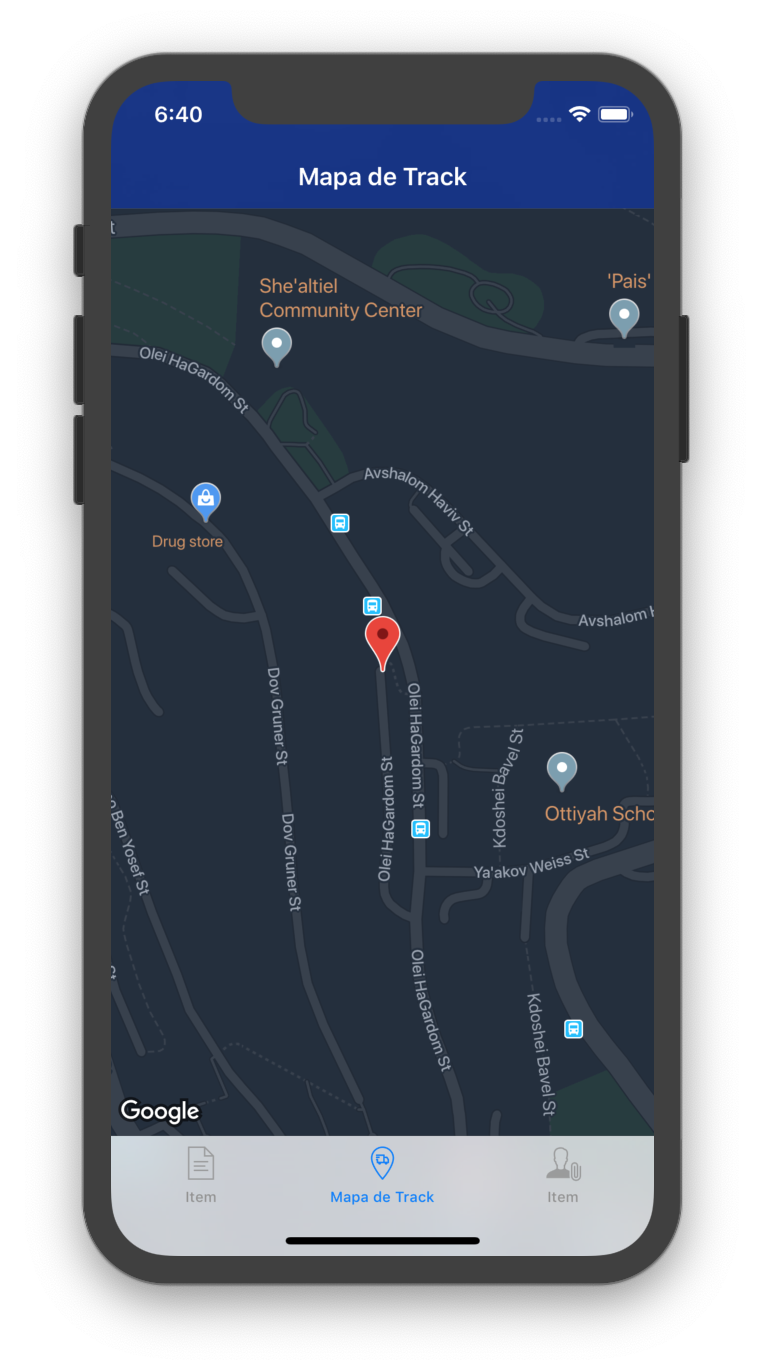 6:40
Mapa de Track
She'altiel
Community Center
'Pais'
Olei HaGardom St
Avshalom Haviv St
Drug store
Avshalom
Dov Gruner St
Olei HaGardom St
Kdoshei Bavel St
Olei HaGardom St
Ottiyah
Ben Yosef St
Dov Gruner St
Ya'akov Weiss St
Olei HaGardom St
Kdoshei Bavel St
Google
Item
Mapa de Track
Item